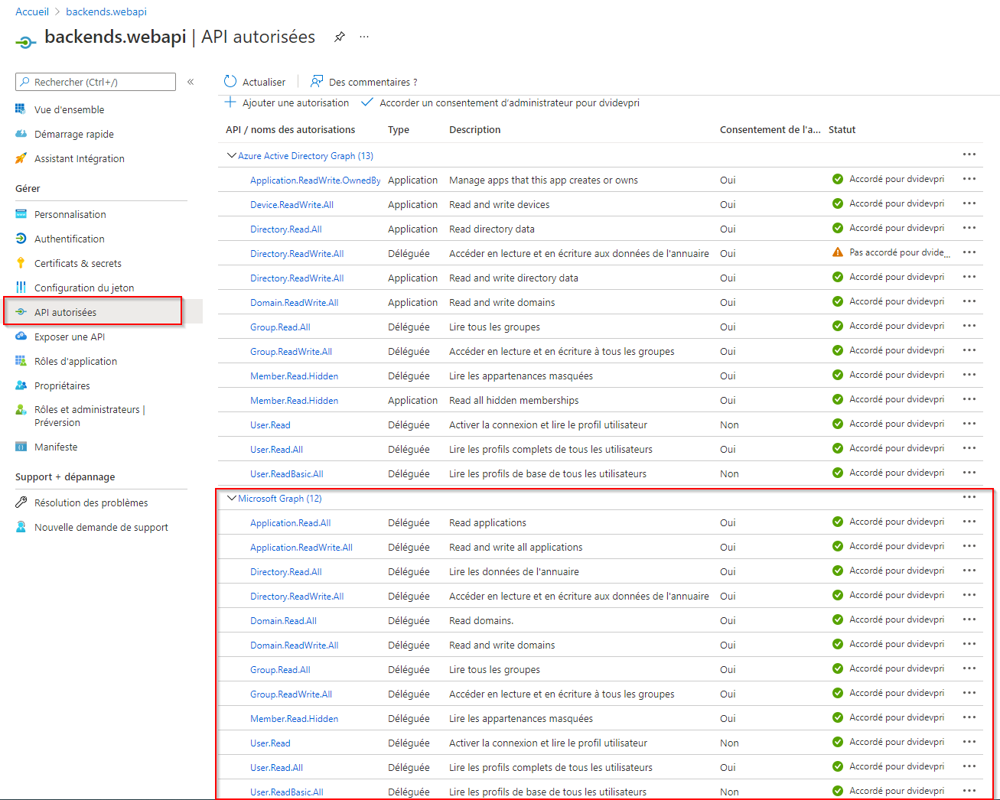 Accueil > backends.webapi
backends.webapi | API autorisées
Rechercher (Ctrl+/)
«
Vue d'ensemble
Démarrage rapide
Assistant Intégration
Gérer
Personnalisation
Authentification
Certificats & secrets
Configuration du jeton
API autorisées
Exposer une API
Rôles d'application
Propriétaires
Rôles et administrateurs |
Préversion
Manifeste
Support + dépannage
Résolution des problèmes
Nouvelle demande de support
Actualiser Des commentaires ?
Ajouter une autorisation Accorder un consentement d'administrateur pour dvidevpri
API / noms des autorisations Type Description Consentement de l'a... Statut
Azure Active Directory Graph (13)
Application.ReadWrite.OwnedBy Application Manage apps that this app creates or owns Oui Accordé pour dvidevpri
Device.ReadWrite.All Application Read and write devices Oui Accordé pour dvidevpri
Directory.Read.All Application Read directory data Oui Accordé pour dvidevpri
Directory.ReadWrite.All Déléguée Accéder en lecture et en écriture aux données de l'annuaire Oui Pas accordé pour dvide...
Directory.ReadWrite.All Application Read and write directory data Oui Accordé pour dvidevpri
Domain.ReadWrite.All Application Read and write domains Oui Accordé pour dvidevpri
Group.Read.All Déléguée Lire tous les groupes Oui Accordé pour dvidevpri
Group.ReadWrite.All Déléguée Accéder en lecture et en écriture à tous les groupes Oui Accordé pour dvidevpri
Member.Read.Hidden Déléguée Lire les appartenances masquées Oui Accordé pour dvidevpri
Member.Read.Hidden Application Read all hidden memberships Oui Accordé pour dvidevpri
User.Read Déléguée Activer la connexion et lire le profil utilisateur Non Accordé pour dvidevpri
User.Read.All Déléguée Lire les profils complets de tous les utilisateurs Oui Accordé pour dvidevpri
User.ReadBasic.All Déléguée Lire les profils de base de tous les utilisateurs Non Accordé pour dvidevpri
Microsoft Graph (12)
Application.Read.All Déléguée Read applications Oui Accordé pour dvidevpri
Application.ReadWrite.All Déléguée Read and write all applications Oui Accordé pour dvidevpri
Directory.Read.All Déléguée Lire les données de l'annuaire Oui Accordé pour dvidevpri
Directory.ReadWrite.All Déléguée Accéder en lecture et en écriture aux données de l'annuaire Oui Accordé pour dvidevpri
Domain.Read.All Déléguée Read domains. Oui Accordé pour dvidevpri
Domain.ReadWrite.All Déléguée Read and write domains Oui Accordé pour dvidevpri
Group.Read.All Déléguée Lire tous les groupes Oui Accordé pour dvidevpri
Group.ReadWrite.All Déléguée Accéder en lecture et en écriture à tous les groupes Oui Accordé pour dvidevpri
Member.Read.Hidden Déléguée Lire les appartenances masquées Oui Accordé pour dvidevpri
User.Read Déléguée Activer la connexion et lire le profil utilisateur Non Accordé pour dvidevpri
User.Read.All Déléguée Lire les profils complets de tous les utilisateurs Oui Accordé pour dvidevpri
User.ReadBasic.All Déléguée Lire les profils de base de tous les utilisateurs Non Accordé pour dvidevpri